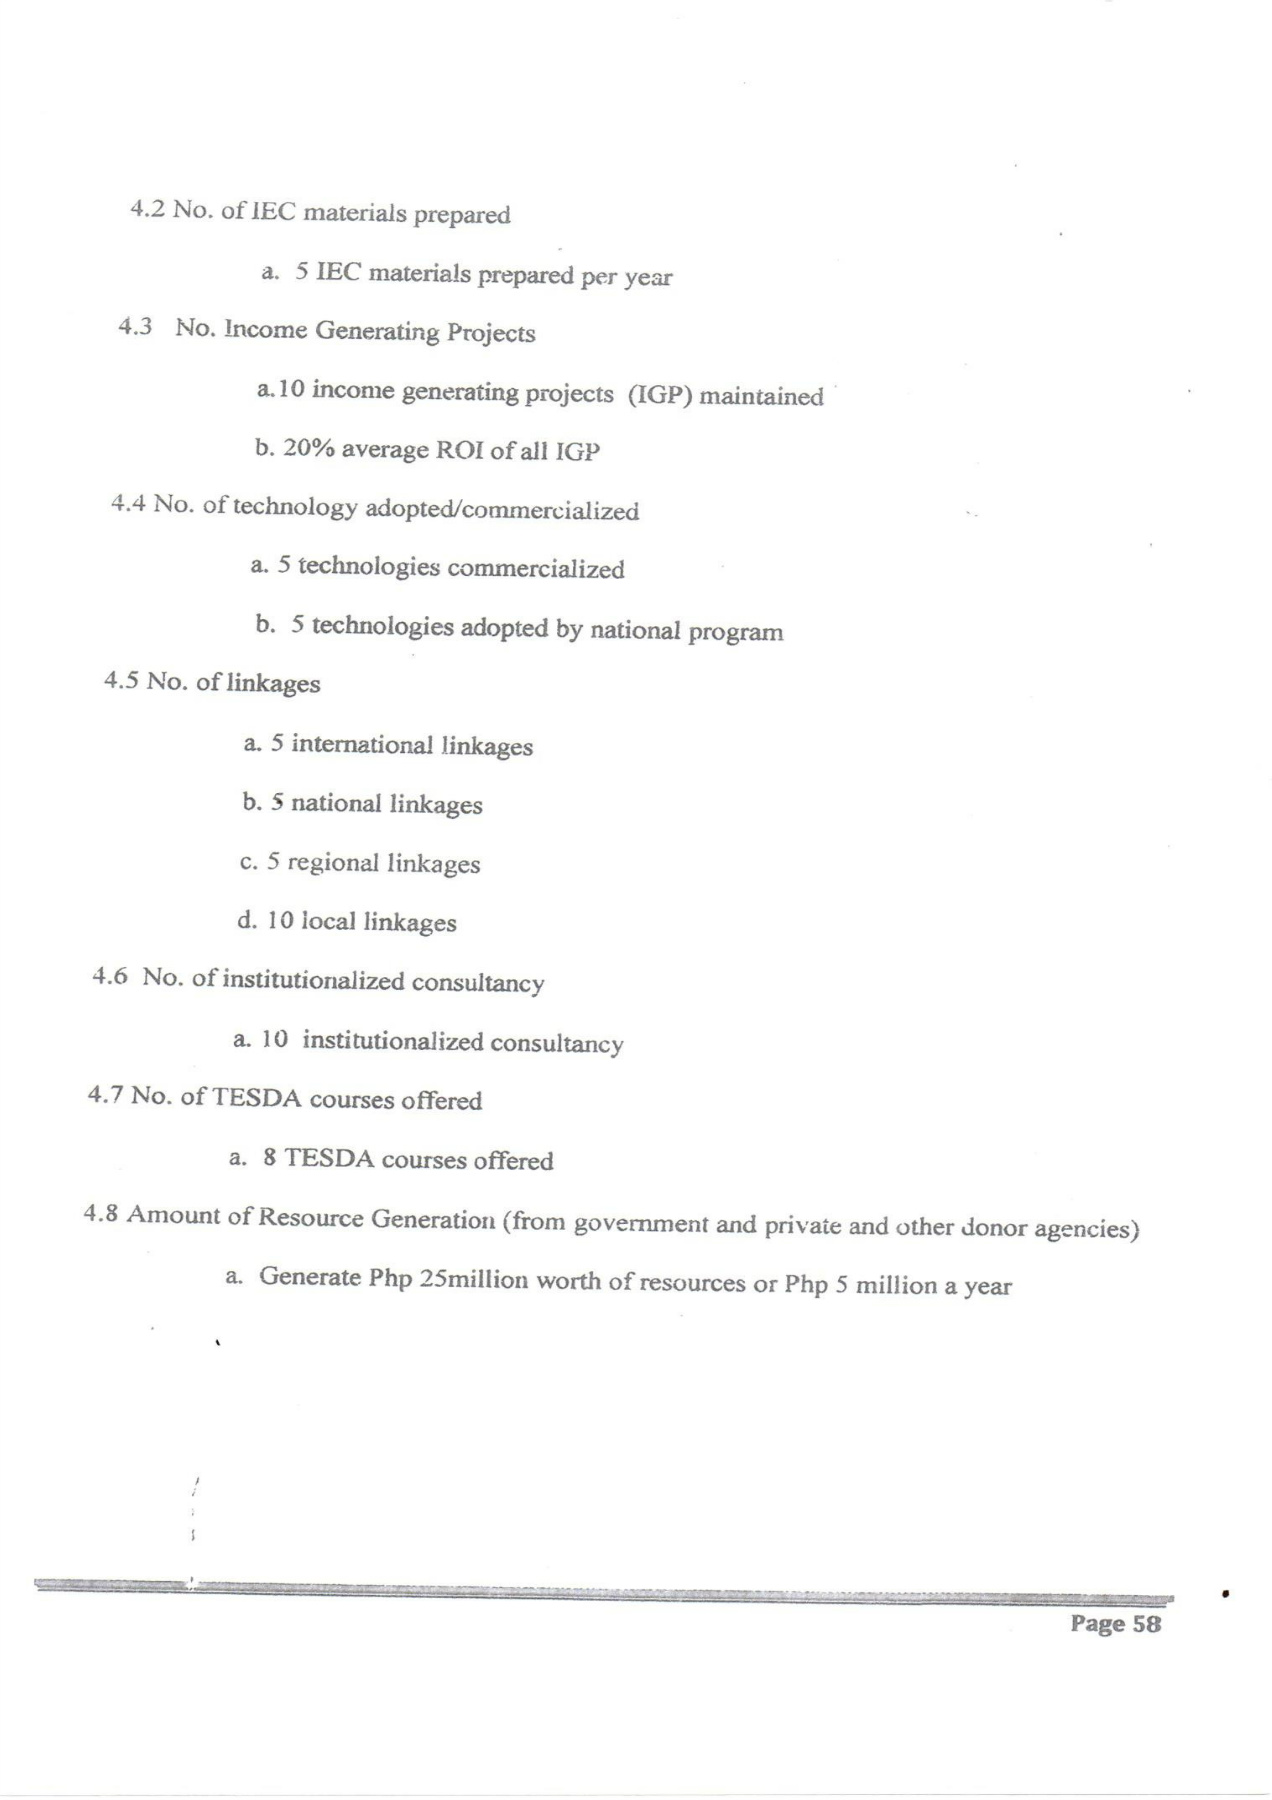 4.2 No. of IEC materials prepared
a. 5 IEC materials prepared per year
4.3 No. Income Generating Projects
a.10 income generating projects (IGP) maintained
b. 20% average ROI of all IGP
4.4 No. of technology adopted/commercialized
a. 5 technologies commercialized
b. 5 technologies adopted by national program
4.5 No. of linkages
a. 5 international linkages
b. 5 national linkages
c. 5 regional linkages
d. 10 local linkages
4.6 No. of institutionalized consultancy
a. 10 institutionalized consultancy
4.7 No. of TESDA courses offered
a. 8 TESDA courses offered
4.8 Amount of Resource Generation (from government and private and other donor agencies)
a. Generate Php 25million worth of resources or Php 5 million a year
Page 58